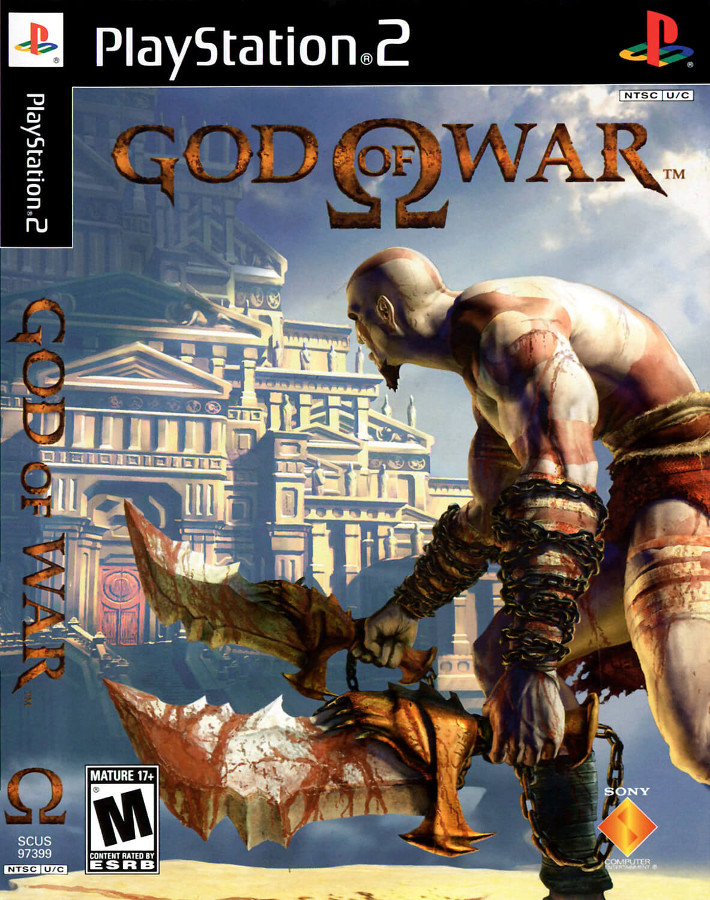 PlayStation®2
®
NTSC U/C
PlayStation®2
GOD OF WAR™
GOD OF WAR™
MATURE 17+
®
M
CONTENT RATED BY
ESRB
SCUS
97399
NTSC U/C
SONY
COMPUTER
ENTERTAINMENT ®